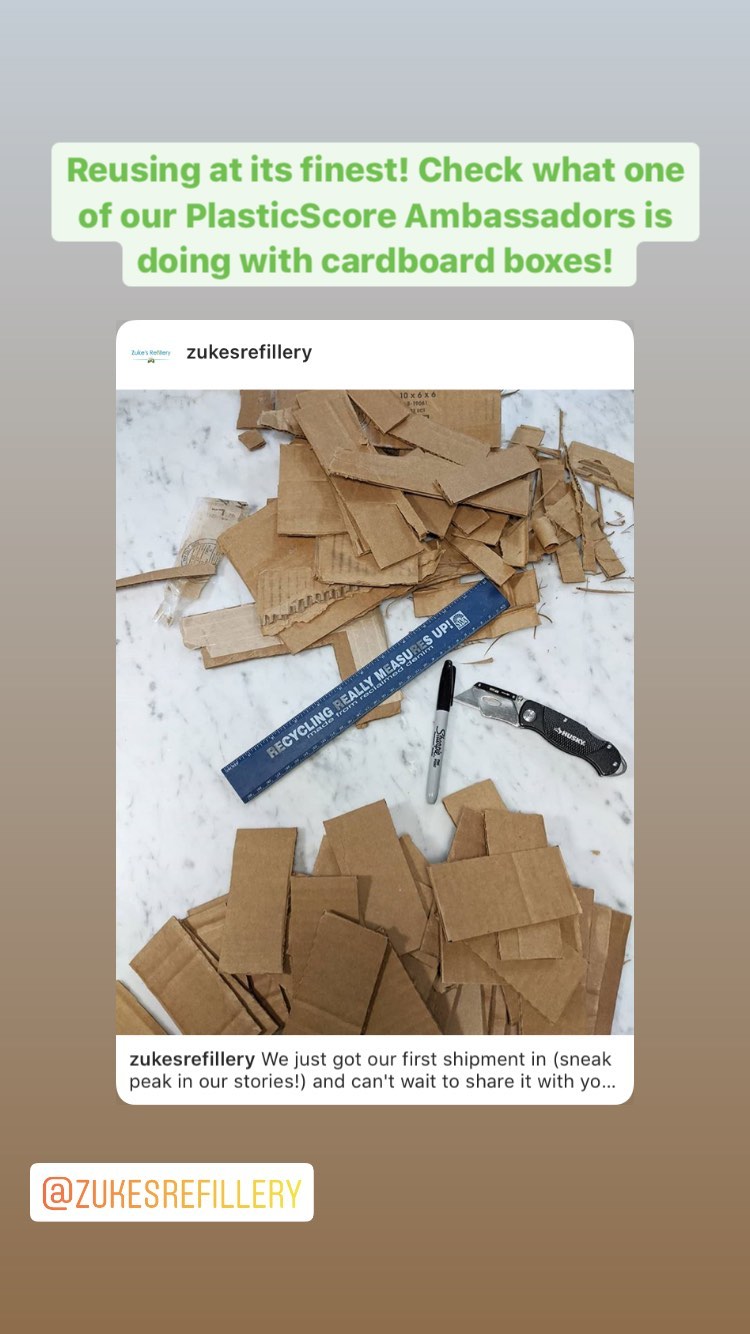 Reusing at its finest! Check what one
of our PlasticScore Ambassadors is
doing with cardboard boxes!
Zuke's Refillery
zukesrefillery
10 x 6 x 6
RECYCLING REALLY MEASURES UP!
made from reclaimed denim
Sharpie
HUSKY
zukesrefillery We just got our first shipment in (sneak
peak in our stories!) and can't wait to share it with yo...
@ZUKESREFILLERY